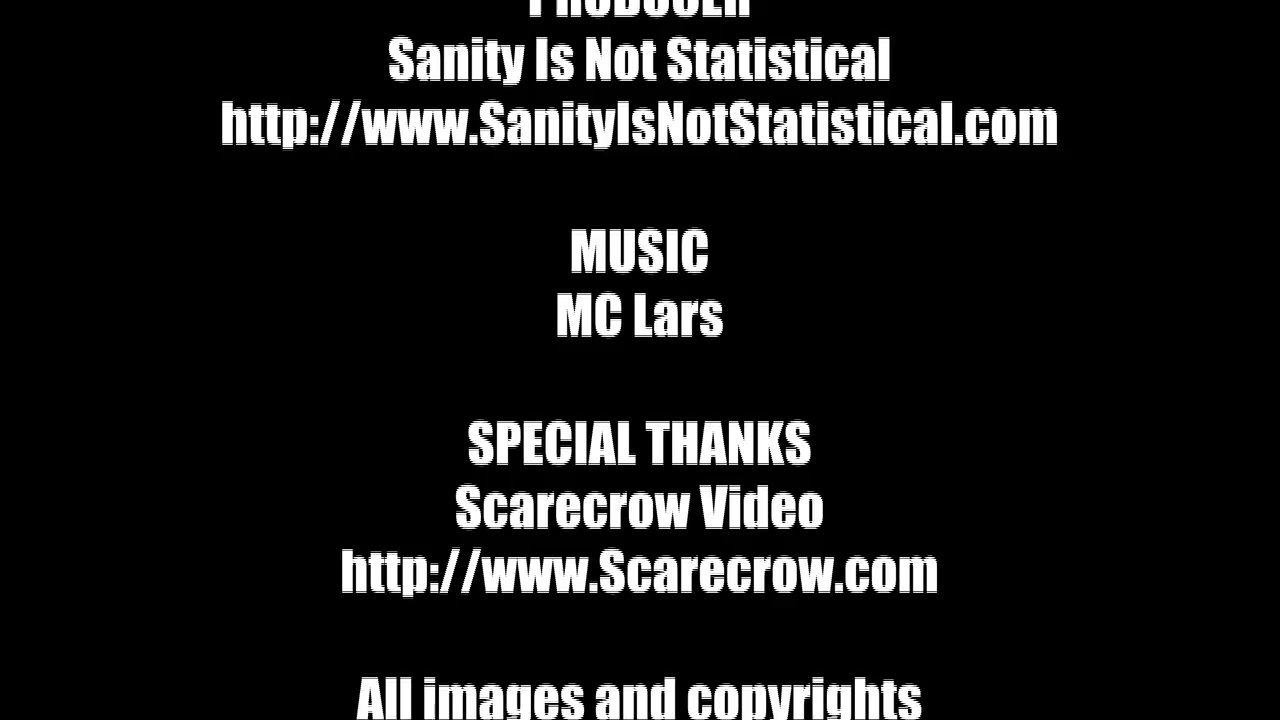 PRODUCER
Sanity Is Not Statistical
http://www.SanityIsNotStatistical.com
MUSIC
MC Lars
SPECIAL THANKS
Scarecrow Video
http://www.Scarecrow.com
All images and copyrights